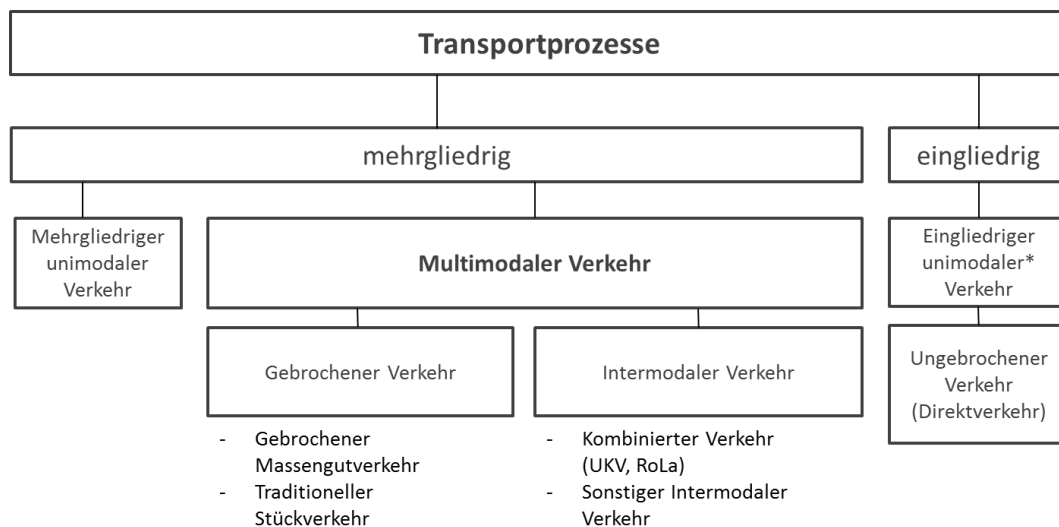 Transportprozesse
mehrgliedrig
eingliedrig
Mehrgliedriger
unimodaler
Verkehr
Multimodaler Verkehr
Eingliedriger
unimodaler*
Verkehr
Gebrochener Verkehr
Intermodaler Verkehr
Ungebrochener
Verkehr
(Direktverkehr)
- Gebrochener
Massengutverkehr
- Traditioneller
Stückverkehr
- Kombinierter Verkehr
(UKV, RoLa)
- Sonstiger Intermodaler
Verkehr